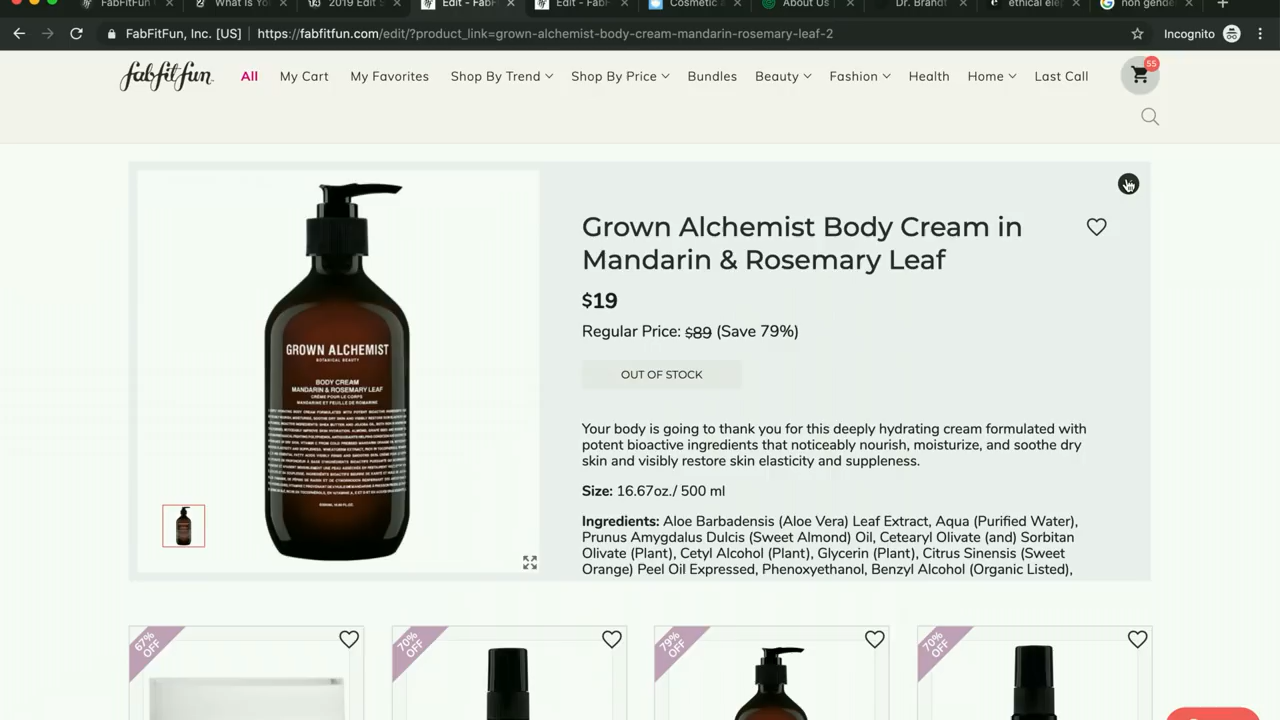 FabFitFun
What is Yo
2019 Edit S
Edit - FabF
Edit - FabF
Cosmetic a
About Us
Dr. Brandt
ethical ele
non gende
FabFitFun, Inc. [US] | https://fabfitfun.com/edit/?product_link=grown-alchemist-body-cream-mandarin-rosemary-leaf-2
Incognito
fabfitfun
All My Cart My Favorites Shop By Trend Shop By Price Bundles Beauty Fashion Health Home Last Call
55
Grown Alchemist Body Cream in
Mandarin & Rosemary Leaf
$19
Regular Price: $89 (Save 79%)
OUT OF STOCK
Your body is going to thank you for this deeply hydrating cream formulated with
potent bioactive ingredients that noticeably nourish, moisturize, and soothe dry
skin and visibly restore skin elasticity and suppleness.
Size: 16.67oz./ 500 ml
Ingredients: Aloe Barbadensis (Aloe Vera) Leaf Extract, Aqua (Purified Water),
Prunus Amygdalus Dulcis (Sweet Almond) Oil, Cetearyl Olivate (and) Sorbitan
Olivate (Plant), Cetyl Alcohol (Plant), Glycerin (Plant), Citrus Sinensis (Sweet
Orange) Peel Oil Expressed, Phenoxyethanol, Benzyl Alcohol (Organic Listed),
GROWN ALCHEMIST
BOTANICAL BEAUTY
BODY CREAM
MANDARIN & ROSEMARY LEAF
CRÈME POUR LE CORPS
MANDARINE ET FEUILLE DE ROMARIN
67%
OFF
70%
OFF
79%
OFF
70%
OFF